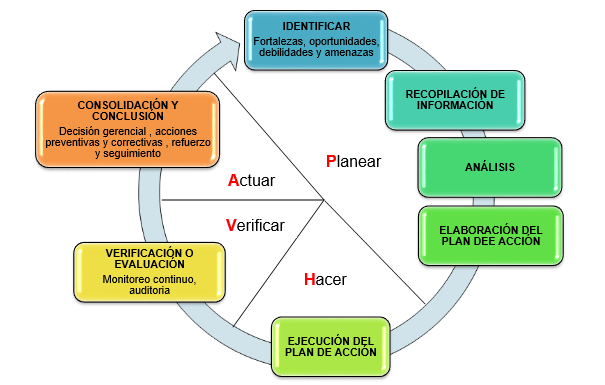 IDENTIFICAR
Fortalezas, oportunidades,
debilidades y amenazas
RECOPILACIÓN DE
INFORMACIÓN
ANÁLISIS
ELABORACIÓN DEL
PLAN DEE ACCIÓN
EJECUCIÓN DEL
PLAN DE ACCIÓN
VERIFICACIÓN O
EVALUACIÓN
Monitoreo continuo,
auditoria
CONSOLIDACIÓN Y
CONCLUSIÓN
Decisión gerencial , acciones
preventivas y correctivas , refuerzo
y seguimiento
Planear
Hacer
Verificar
Actuar